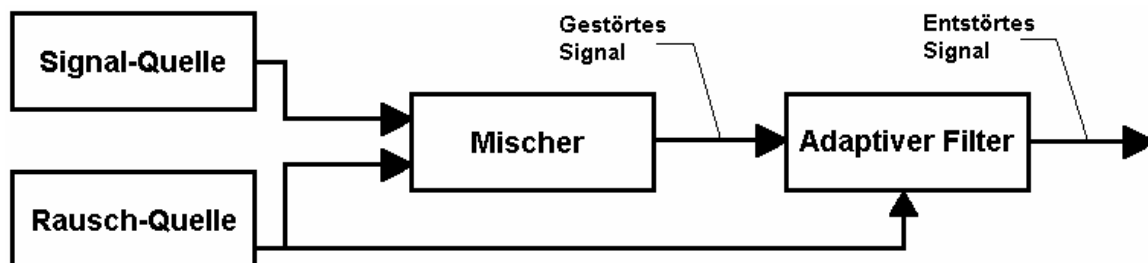 Signal-Quelle
Gestörtes
Signal
Entstörtes
Signal
Mischer
Adaptiver Filter
Rausch-Quelle